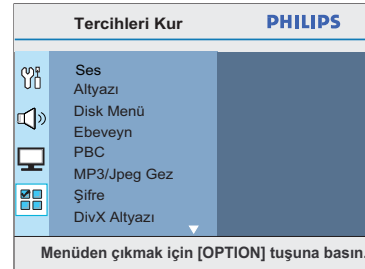 Tercihleri Kur
PHILIPS
Ses
Altyazı
Disk Menü
Ebeveyn
PBC
MP3/Jpeg Gez
Şifre
DivX Altyazı
Menüden çıkmak için [OPTION] tuşuna basın.